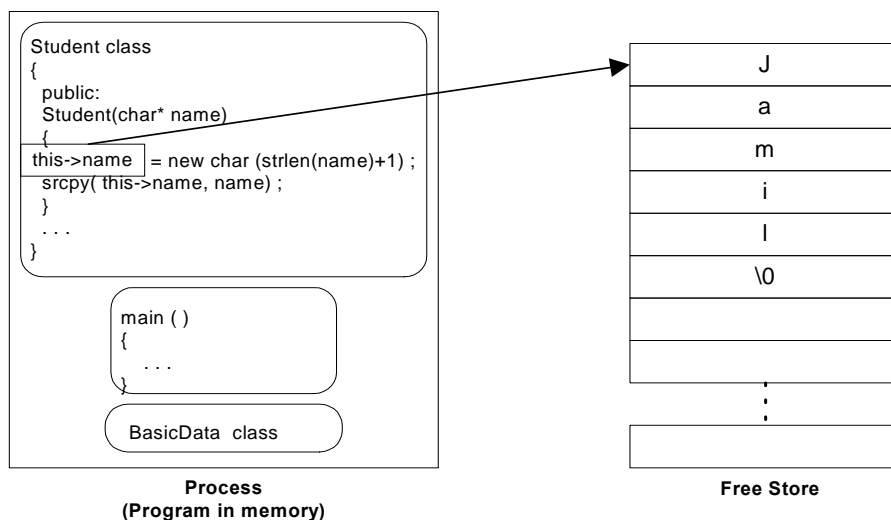 Student class
{
public:
Student(char* name)
{
this->name = new char (strlen(name)+1) ;
srcpy( this->name, name) ;
}
. . .
}
main ( )
{
. . .
}
BasicData class
Process
(Program in memory)
J
a
m
i
l
\0
Free Store